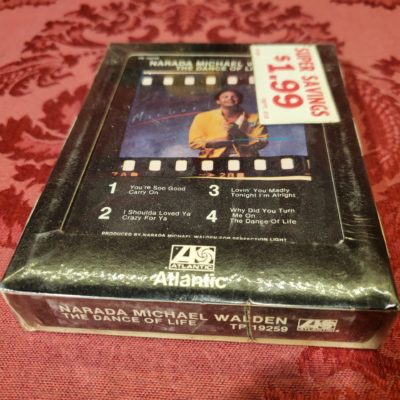 NARADA MICHAEL W
THE DANCE OF LIFE
SUPER SAVINGS
$1.99
1
You're Soo Good
Carry On
2
I Shoulda Loved Ya
Crazy For Ya
3
Lovin' You Madly
Tonight I'm Alright
4
Why Did You Turn
Me On
The Dance Of Life
PRODUCED BY NARADA MICHAEL WALDEN FOR PERFECTION LIGHT
ATLANTIC
Atlantic
NARADA MICHAEL WALDEN
THE DANCE OF LIFE
TP 19259
ATLANTIC